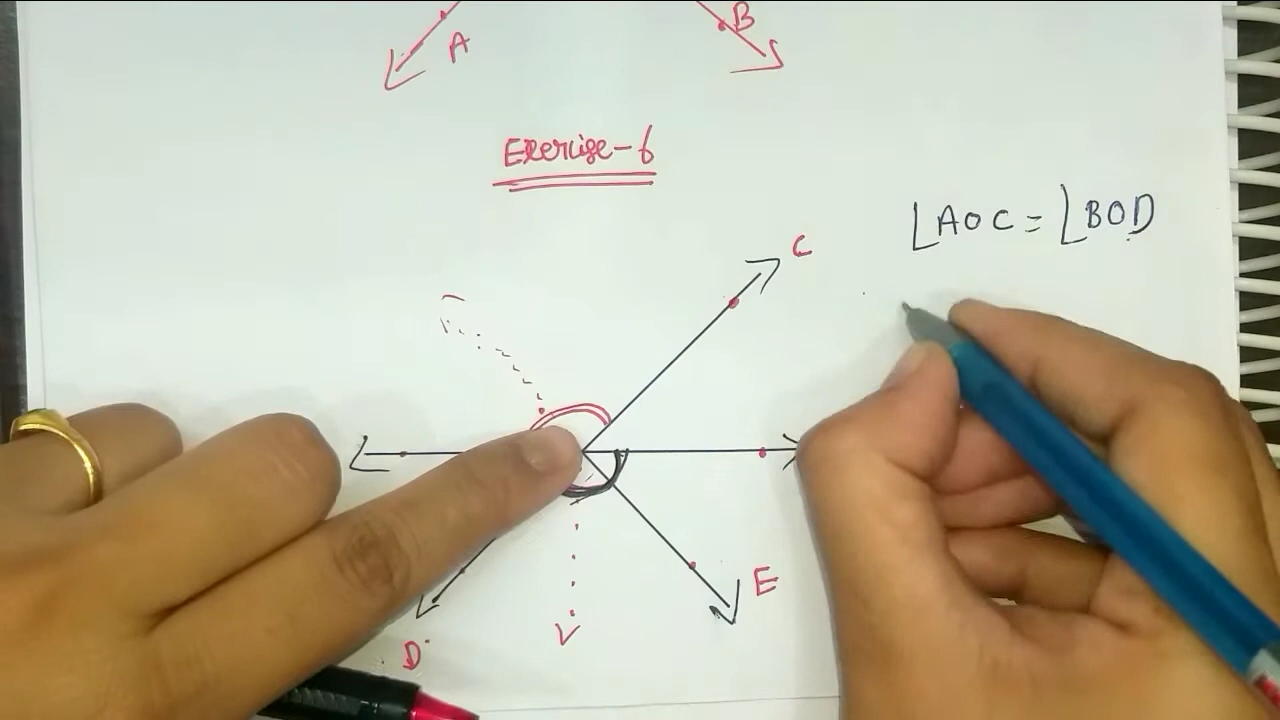 A
B
Exercise-6
∠AOC = ∠BOD
C
E
D